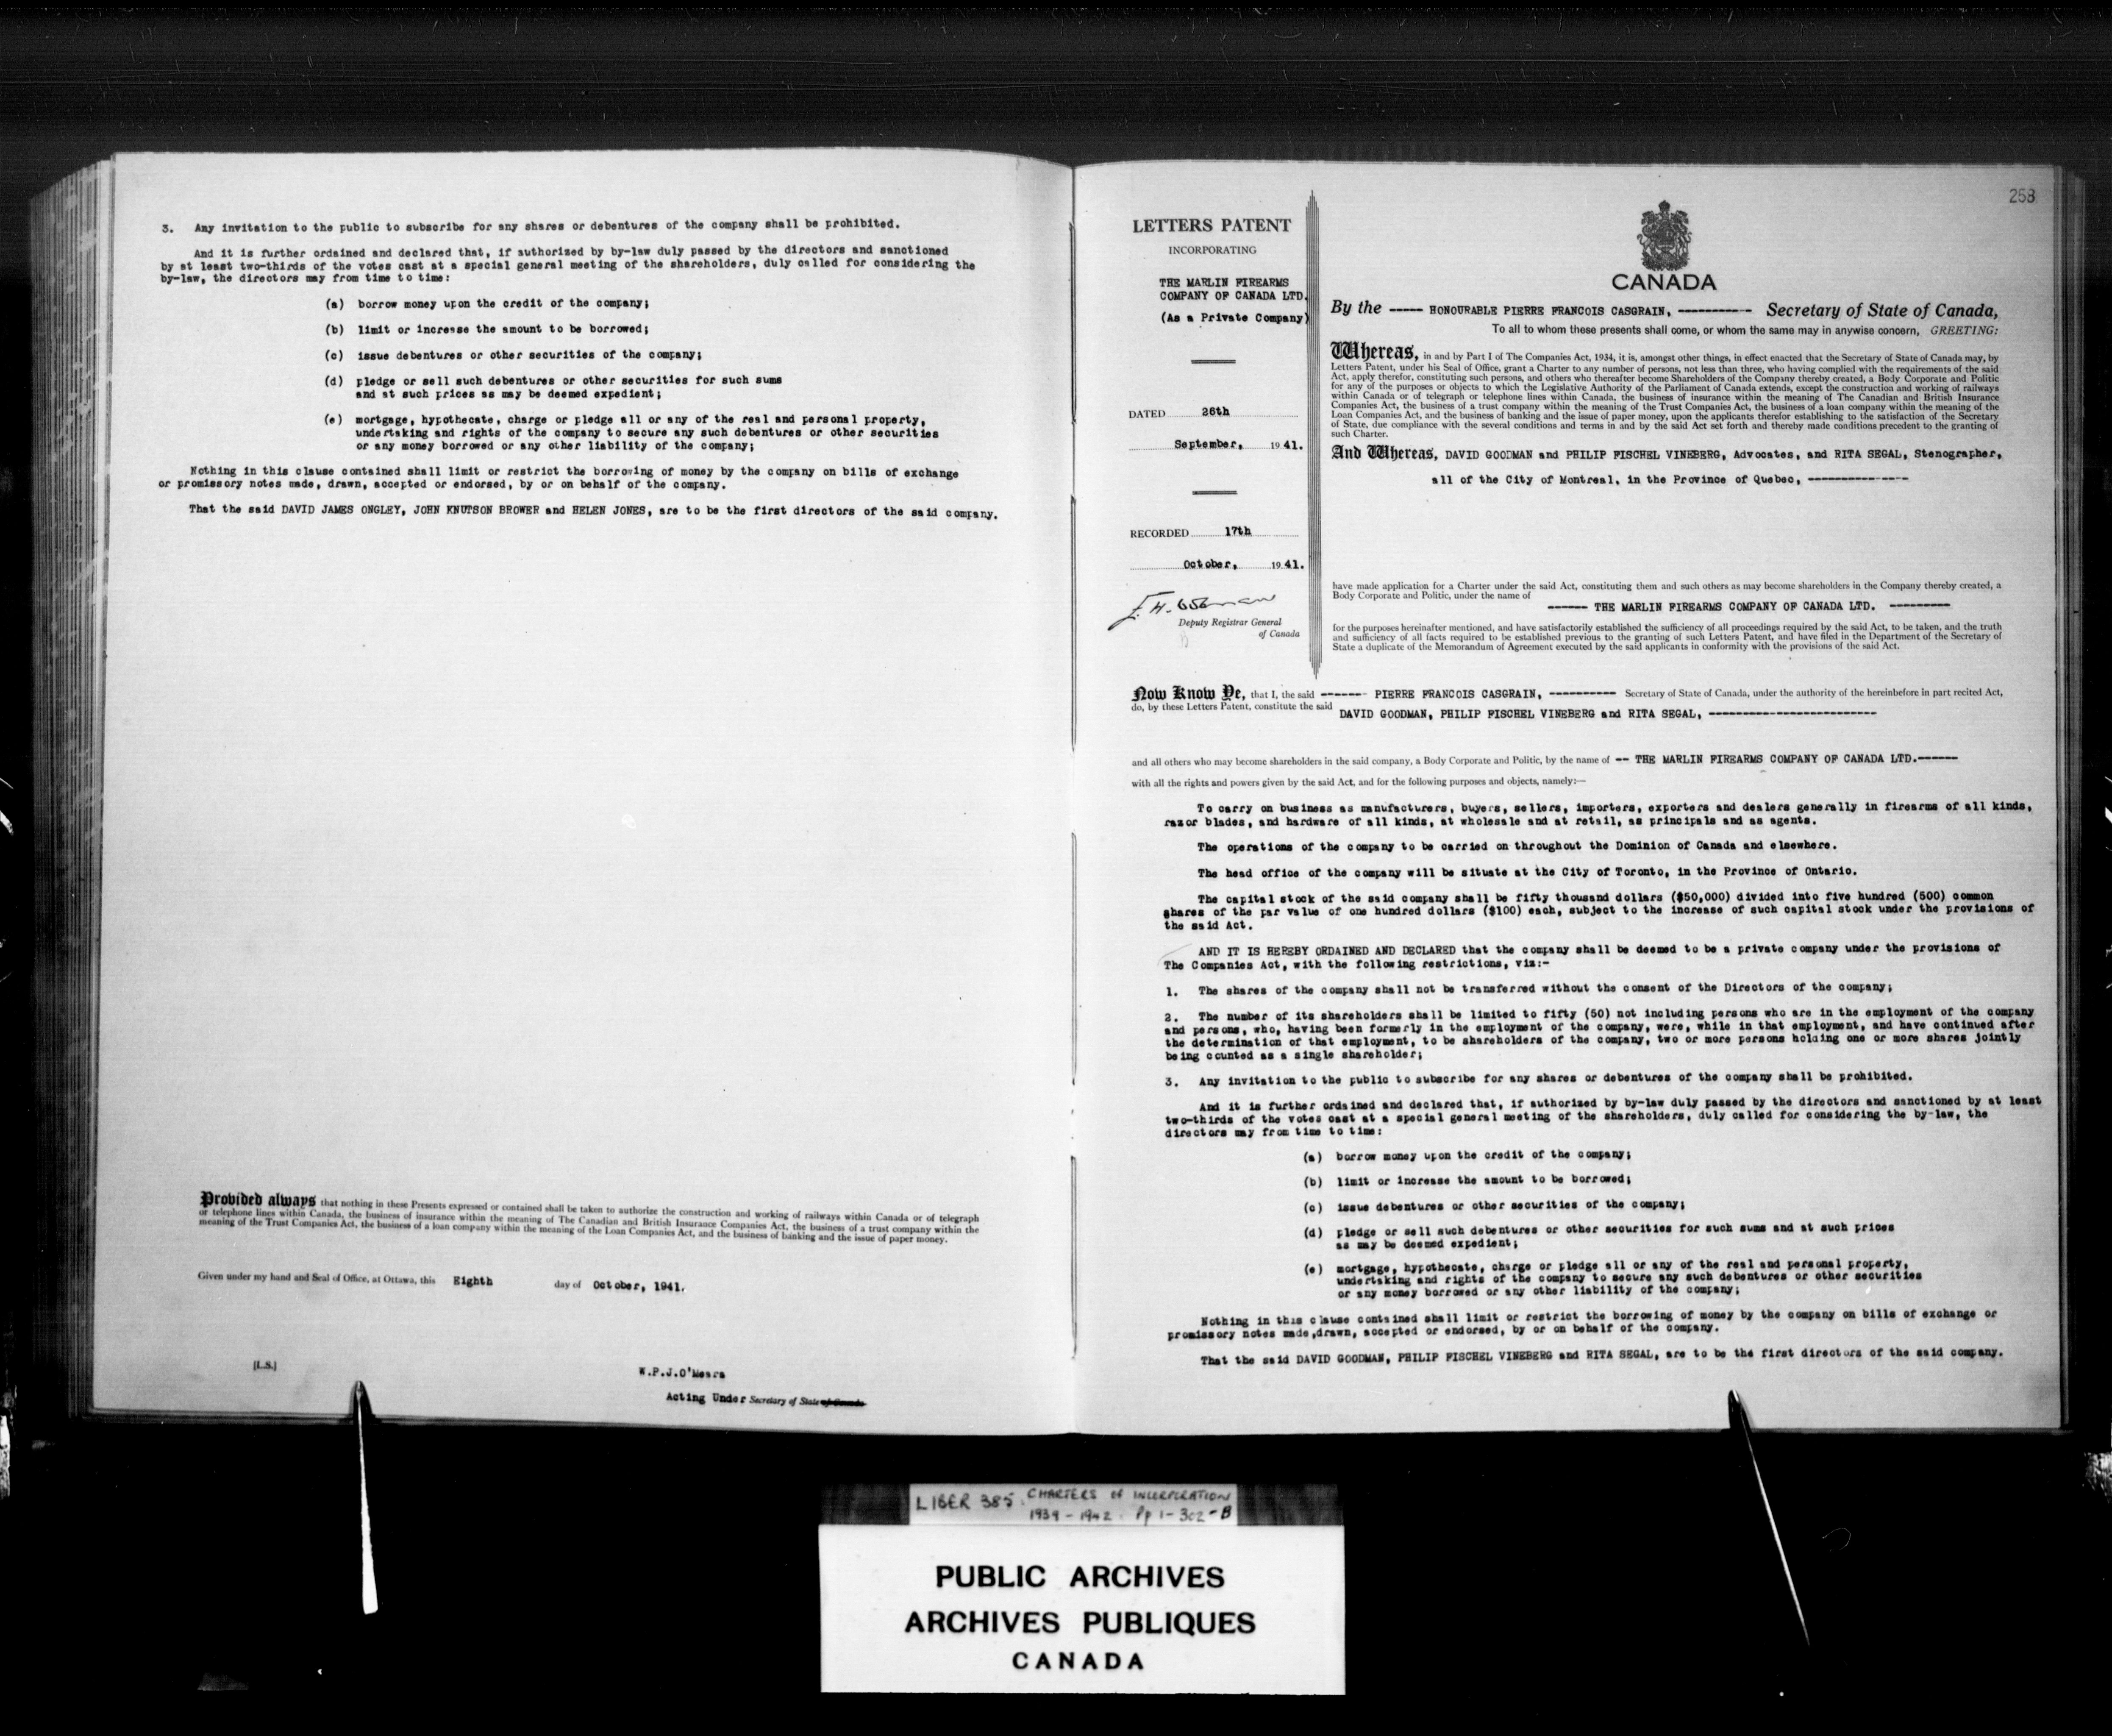 3. Any invitation to the public to subscribe for any shares or debentures of the company shall be prohibited.
And it is further ordained and declared that, if authorized by by-law duly passed by the directors and sanctioned
by at least two-thirds of the votes cast at a special general meeting of the shareholders, duly called for considering the
by-law, the directors may from time to time:
(a) borrow money upon the credit of the company;
(b) limit or increase the amount to be borrowed;
(c) issue debentures or other securities of the company;
(d) pledge or sell such debentures or other securities for such sums
and at such prices as may be deemed expedient;
(e) mortgage, hypothecate, charge or pledge all or any of the real and personal property,
undertaking and rights of the company to secure any such debentures or other securities
or any money borrowed or any other liability of the company;
Nothing in this clause contained shall limit or restrict the borrowing of money by the company on bills of exchange
or promissory notes made, drawn, accepted or endorsed, by or on behalf of the company.
That the said DAVID JAMES ONGLEY, JOHN KNUTSON BROWER and HELEN JONES, are to be the first directors of the said company.
Provided always that nothing in these Presents expressed or contained shall be taken to authorize the construction and working of railways within Canada or of telegraph
or telephone lines within Canada, the business of insurance within the meaning of The Canadian and British Insurance Companies Act, the business of a trust company within the
meaning of the Trust Companies Act, the business of a loan company within the meaning of the Loan Companies Act, and the business of banking and the issue of paper money.
Given under my hand and Seal of Office, at Ottawa, this Eighth day of October, 1941.
[L.S.]
W.P.J.O'Meara
Acting Under Secretary of State of Canada
258
LETTERS PATENT
INCORPORATING
THE MARLIN FIREARMS
COMPANY OF CANADA LTD.
(As a Private Company)
DATED 26th
September, 1941.
RECORDED 17th
October, 1941.
Deputy Registrar General
of Canada
CANADA
By the ----- HONOURABLE PIERRE FRANCOIS CASGRAIN, ----------- Secretary of State of Canada,
To all to whom these presents shall come, or whom the same may in anywise concern, GREETING:
Whereas, in and by Part I of The Companies Act, 1934, it is, amongst other things, in effect enacted that the Secretary of State of Canada may, by
Letters Patent, under his Seal of Office, grant a Charter to any number of persons, not less than three, who having complied with the requirements of the said
Act, apply therefor, constituting such persons, and others who thereafter become Shareholders of the Company thereby created, a Body Corporate and Politic
for any of the purposes or objects to which the Legislative Authority of the Parliament of Canada extends, except the construction and working of railways
within Canada or of telegraph or telephone lines within Canada, the business of insurance within the meaning of The Canadian and British Insurance
Companies Act, the business of a trust company within the meaning of the Trust Companies Act, the business of a loan company within the meaning of the
Loan Companies Act, and the business of banking and the issue of paper money, upon the applicants therefor establishing to the satisfaction of the Secretary
of State, due compliance with the several conditions and terms in and by the said Act set forth and thereby made conditions precedent to the granting of
such Charter.
And Whereas, DAVID GOODMAN and PHILIP FISCHEL VINEBERG, Advocates, and RITA SEGAL, Stenographer,
all of the City of Montreal, in the Province of Quebec, ---------------
have made application for a Charter under the said Act, constituting them and such others as may become shareholders in the Company thereby created, a
Body Corporate and Politic, under the name of
------ THE MARLIN FIREARMS COMPANY OF CANADA LTD. ---------
for the purposes hereinafter mentioned, and have satisfactorily established the sufficiency of all proceedings required by the said Act, to be taken, and the truth
and sufficiency of all facts required to be established previous to the granting of such Letters Patent, and have filed in the Department of the Secretary of
State a duplicate of the Memorandum of Agreement executed by the said applicants in conformity with the provisions of the said Act.
Now Know Ye, that I, the said ------- PIERRE FRANCOIS CASGRAIN, ---------- Secretary of State of Canada, under the authority of the hereinbefore in part recited Act,
do, by these Letters Patent, constitute the said
DAVID GOODMAN, PHILIP FISCHEL VINEBERG and RITA SEGAL, -------------------------
and all others who may become shareholders in the said company, a Body Corporate and Politic, by the name of -- THE MARLIN FIREARMS COMPANY OF CANADA LTD.------
with all the rights and powers given by the said Act, and for the following purposes and objects, namely:—
To carry on business as manufacturers, buyers, sellers, importers, exporters and dealers generally in firearms of all kinds,
razor blades, and hardware of all kinds, at wholesale and at retail, as principals and as agents.
The operations of the company to be carried on throughout the Dominion of Canada and elsewhere.
The head office of the company will be situate at the City of Toronto, in the Province of Ontario.
The capital stock of the said company shall be fifty thousand dollars ($50,000) divided into five hundred (500) common
shares of the par value of one hundred dollars ($100) each, subject to the increase of such capital stock under the provisions of
the said Act.
AND IT IS HEREBY ORDAINED AND DECLARED that the company shall be deemed to be a private company under the provisions of
The Companies Act, with the following restrictions, viz:-
1. The shares of the company shall not be transferred without the consent of the Directors of the company;
2. The number of its shareholders shall be limited to fifty (50) not including persons who are in the employment of the company
and persons, who, having been formerly in the employment of the company, were, while in that employment, and have continued after
the determination of that employment, to be shareholders of the company, two or more persons holding one or more shares jointly
being counted as a single shareholder;
3. Any invitation to the public to subscribe for any shares or debentures of the company shall be prohibited.
And it is further ordained and declared that, if authorized by by-law duly passed by the directors and sanctioned by at least
two-thirds of the votes cast at a special general meeting of the shareholders, duly called for considering the by-law, the
directors may from time to time:
(a) borrow money upon the credit of the company;
(b) limit or increase the amount to be borrowed;
(c) issue debentures or other securities of the company;
(d) pledge or sell such debentures or other securities for such sums and at such prices
as may be deemed expedient;
(e) mortgage, hypothecate, charge or pledge all or any of the real and personal property,
undertaking and rights of the company to secure any such debentures or other securities
or any money borrowed or any other liability of the company;
Nothing in this clause contained shall limit or restrict the borrowing of money by the company on bills of exchange or
promissory notes made,drawn, accepted or endorsed, by or on behalf of the company.
That the said DAVID GOODMAN, PHILIP FISCHEL VINEBERG and RITA SEGAL, are to be the first directors of the said company.
LIBER 385 CHARTERS of INCORPORATION
1939 - 1942. Pp 1-302-B
PUBLIC ARCHIVES
ARCHIVES PUBLIQUES
CANADA